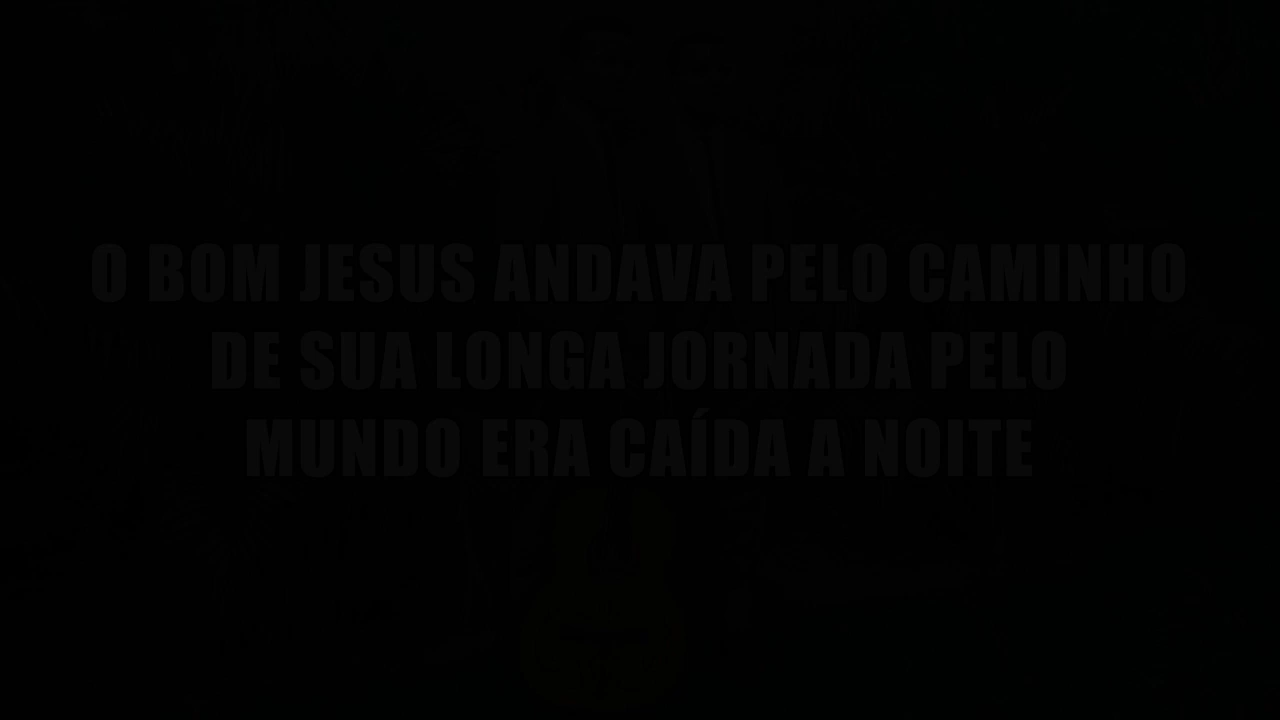 O BOM JESUS ANDAVA PELO CAMINHO
DE SUA LONGA JORNADA PELO
MUNDO ERA CAÍDA A NOITE